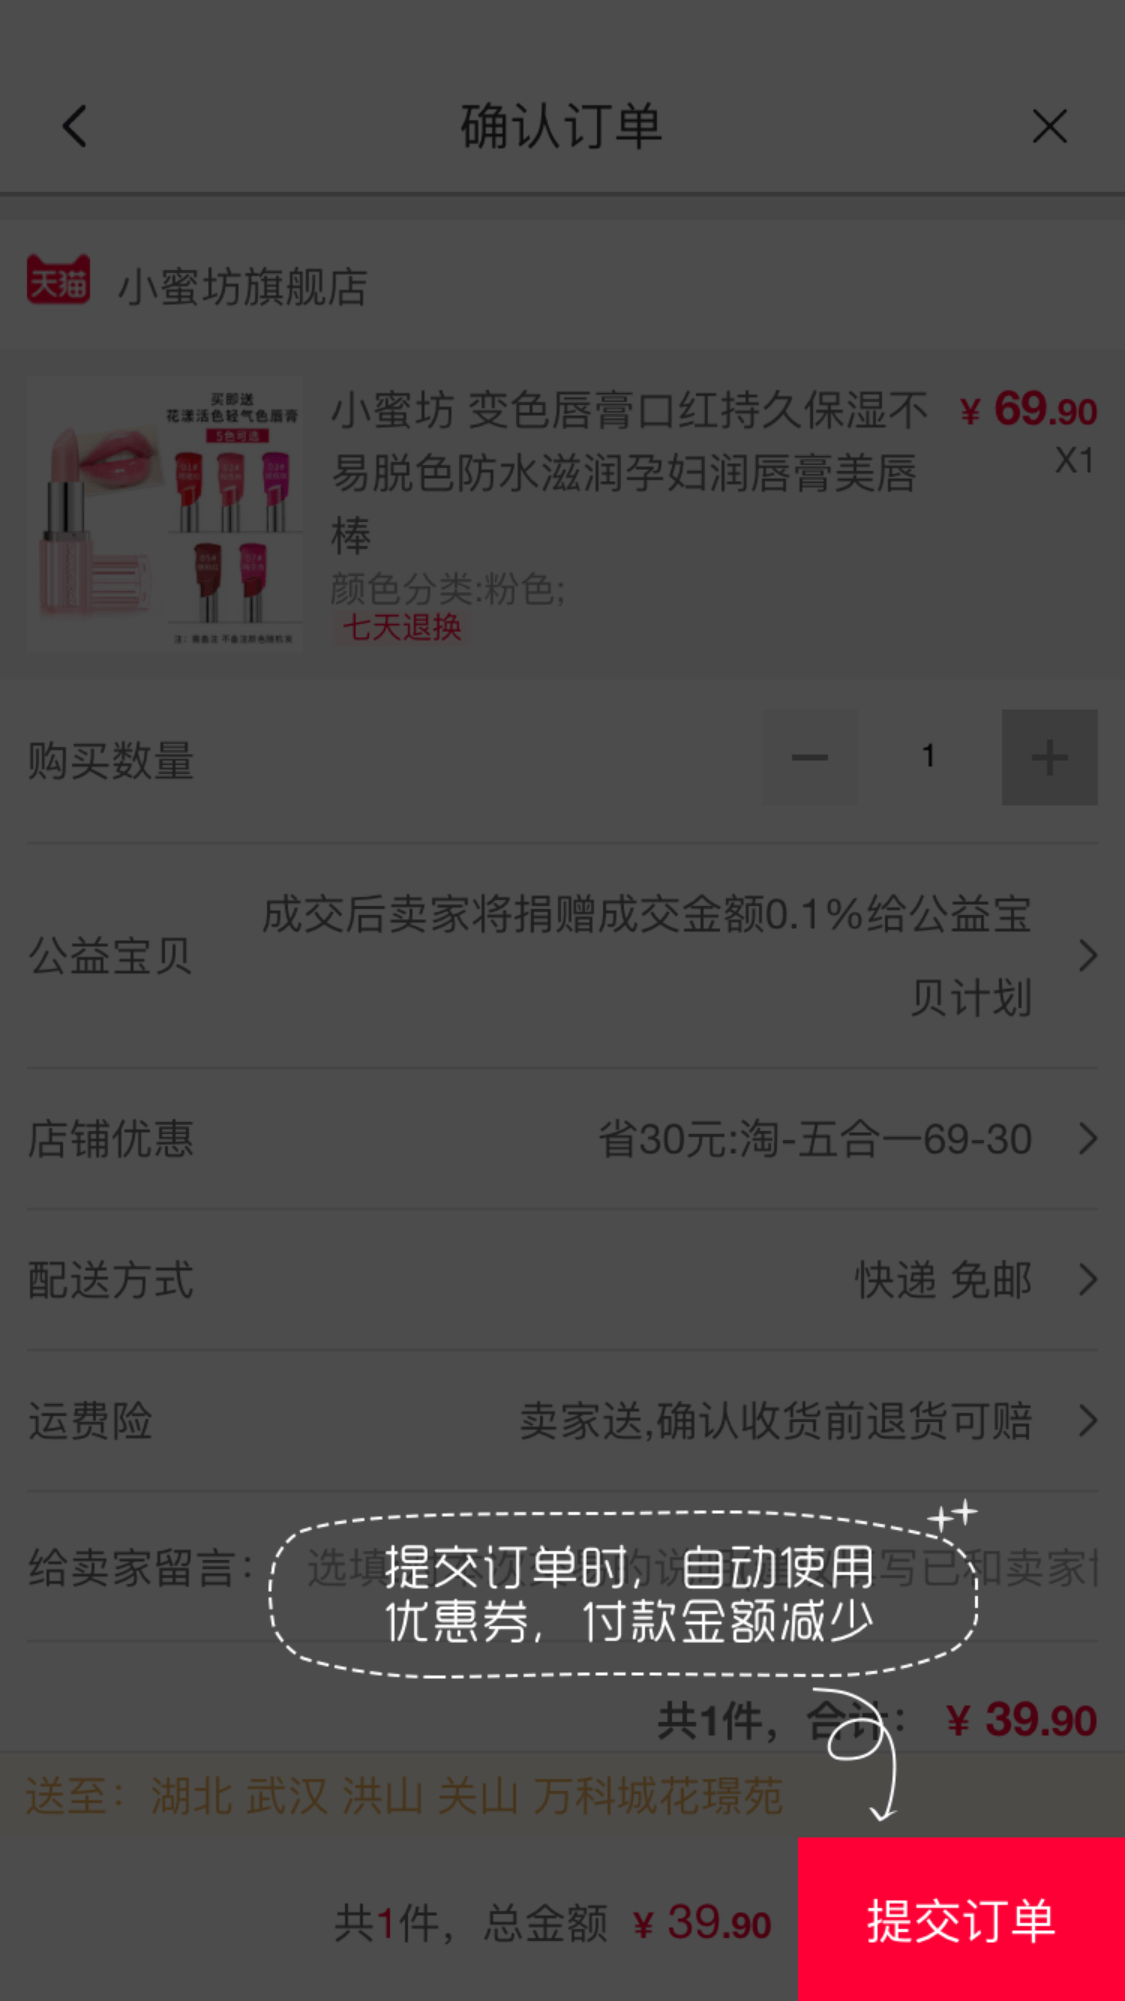 确认订单
天猫 小蜜坊旗舰店
买即送
花漾活色轻气色唇膏
5色可选
小蜜坊 变色唇膏口红持久保湿不
易脱色防水滋润孕妇润唇膏美唇
棒
¥ 69.90
X1
颜色分类:粉色;
七天退换
购买数量 1
公益宝贝 成交后卖家将捐赠成交金额0.1%给公益宝
贝计划
店铺优惠 省30元:淘-五合一69-30
配送方式 快递 免邮
运费险 卖家送,确认收货前退货可赔
给卖家留言:
提交订单时，自动使用
优惠券，付款金额减少
共1件，合计: ¥ 39.90
送至: 湖北 武汉 洪山 关山 万科城花璟苑
共1件，总金额 ¥ 39.90
提交订单